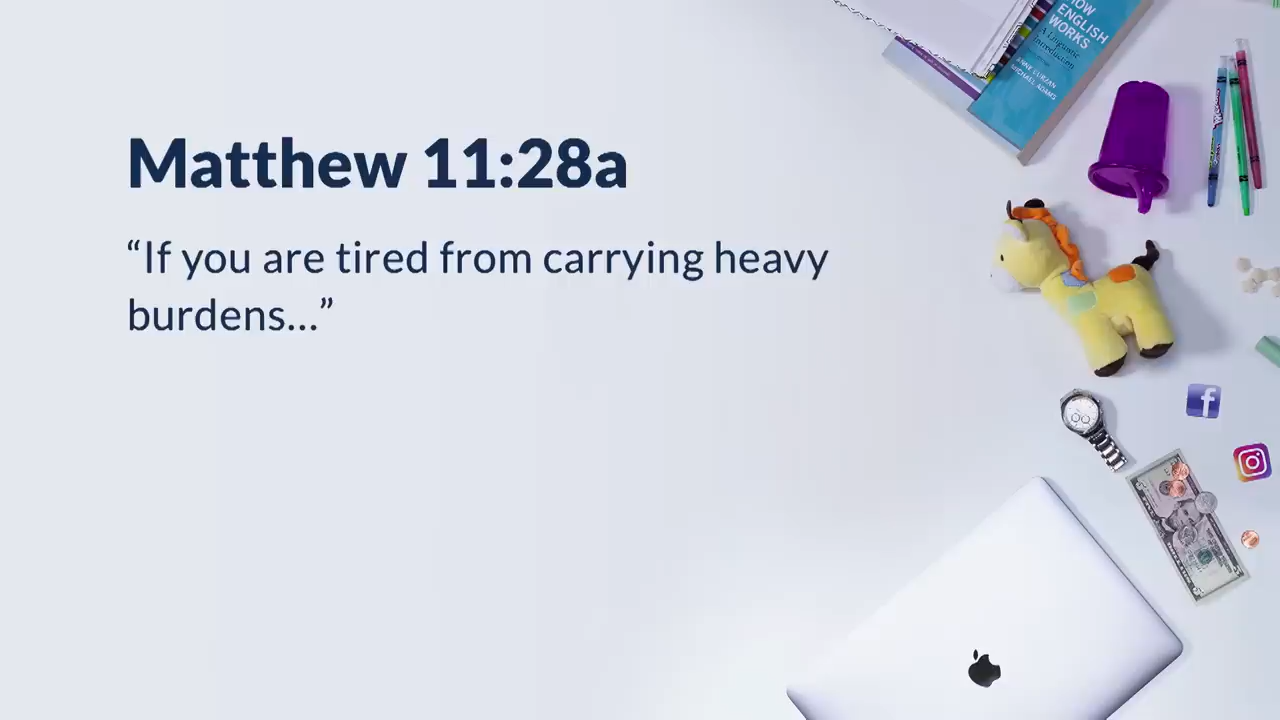 Matthew 11:28a
“If you are tired from carrying heavy
burdens...”
HOW
ENGLISH
WORKS
A Linguistic
Introduction
ANNE CURZAN
MICHAEL ADAMS